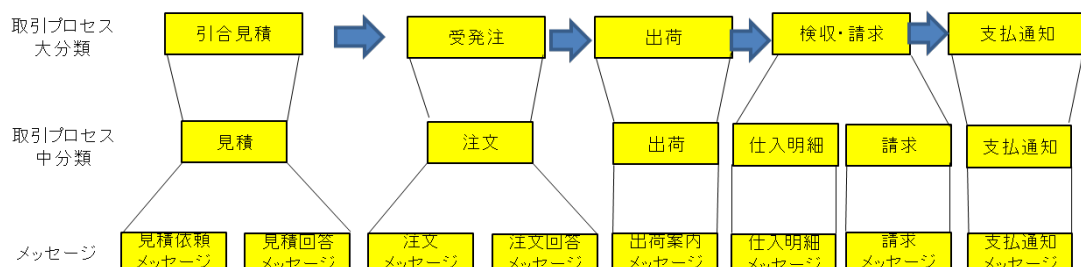 取引プロセス
大分類
引合見積
受発注
出荷
検収・請求
支払通知
取引プロセス
中分類
見積
注文
出荷
仕入明細
請求
支払通知
メッセージ
見積依頼
メッセージ
見積回答
メッセージ
注文
メッセージ
注文回答
メッセージ
出荷案内
メッセージ
仕入明細
メッセージ
請求
メッセージ
支払通知
メッセージ